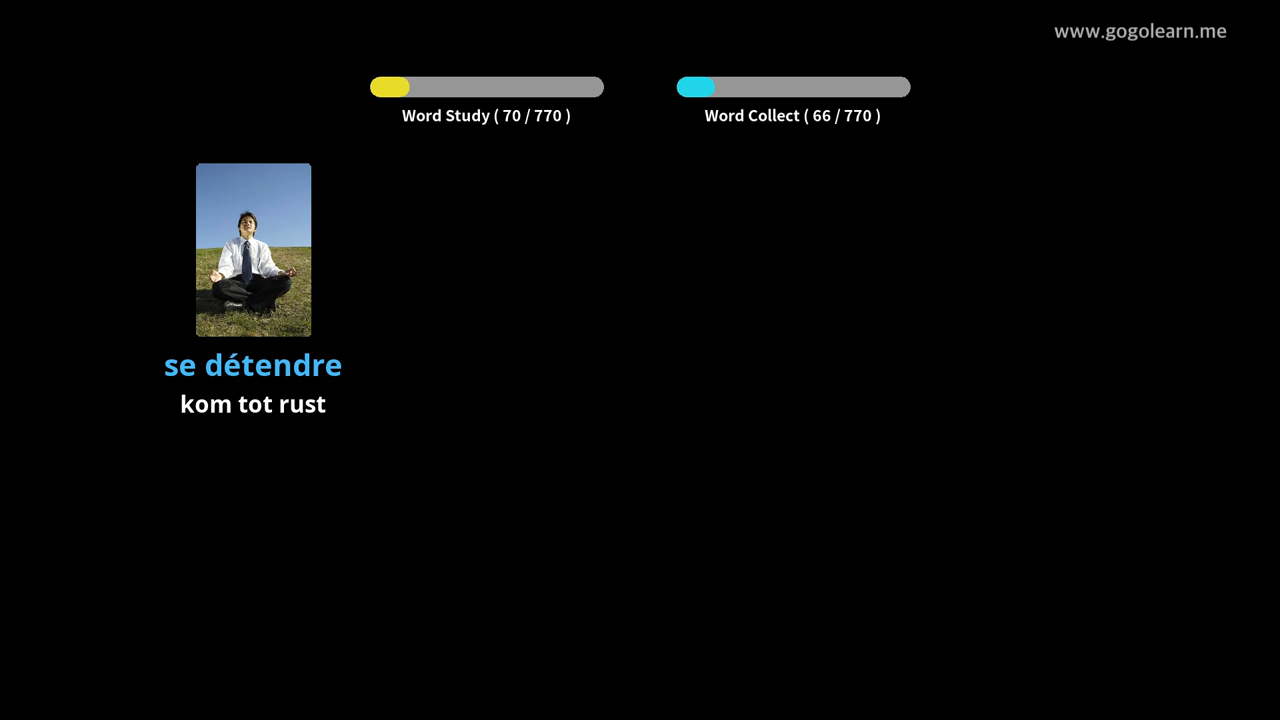 www.gogolearn.me
Word Study ( 70 / 770 )
Word Collect ( 66 / 770 )
se détendre
kom tot rust